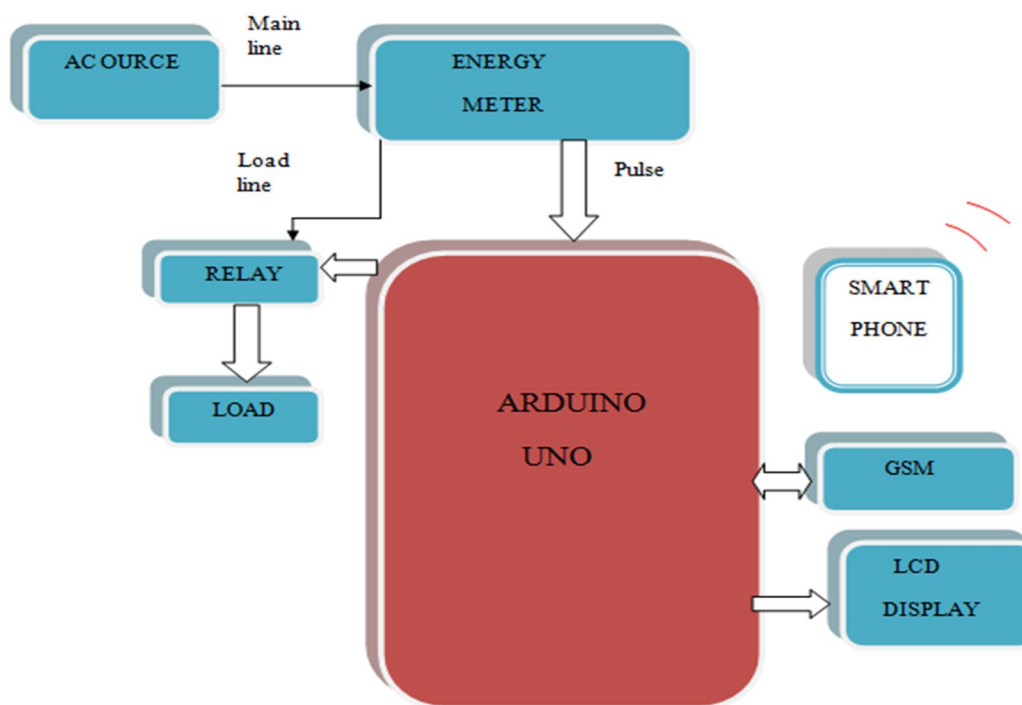 Main
line
AC OURCE
ENERGY
METER
Load
line
Pulse
RELAY
SMART
PHONE
LOAD
ARDUINO
UNO
GSM
LCD
DISPLAY